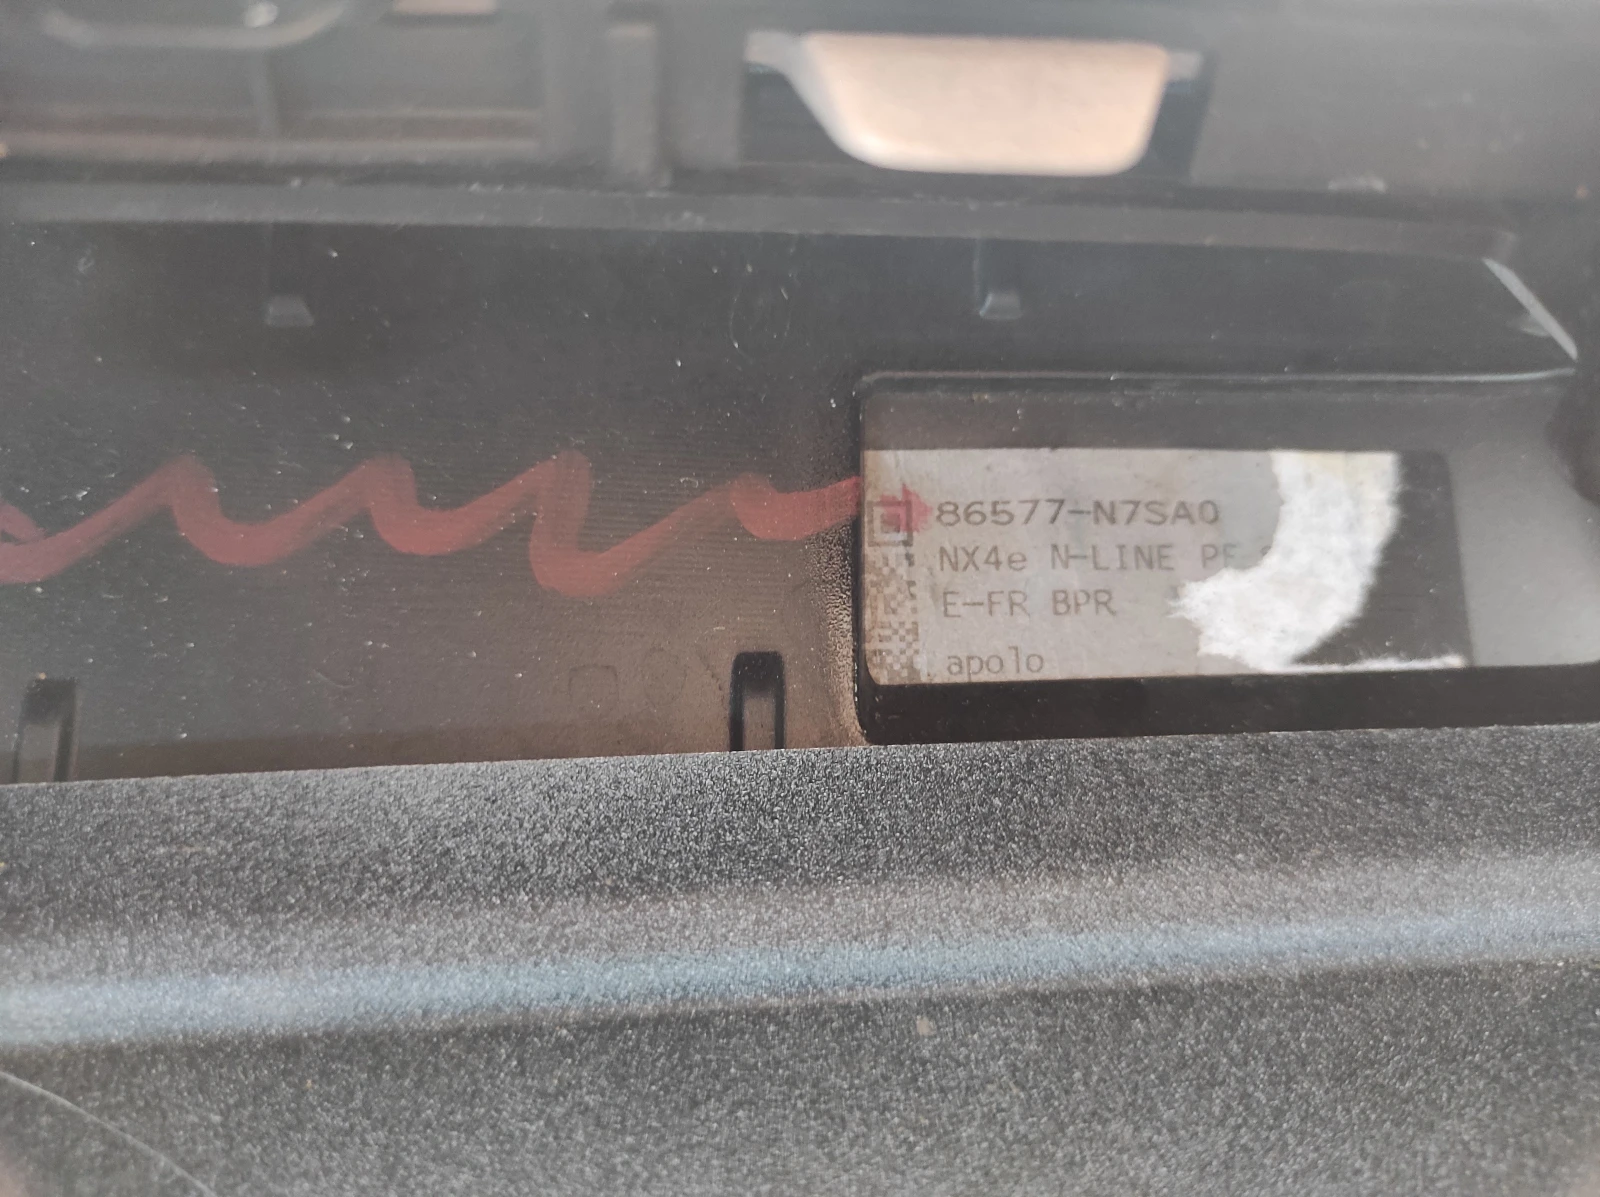 86577-N7SA0
NX4e N-LINE
E-FR BPR
apolo